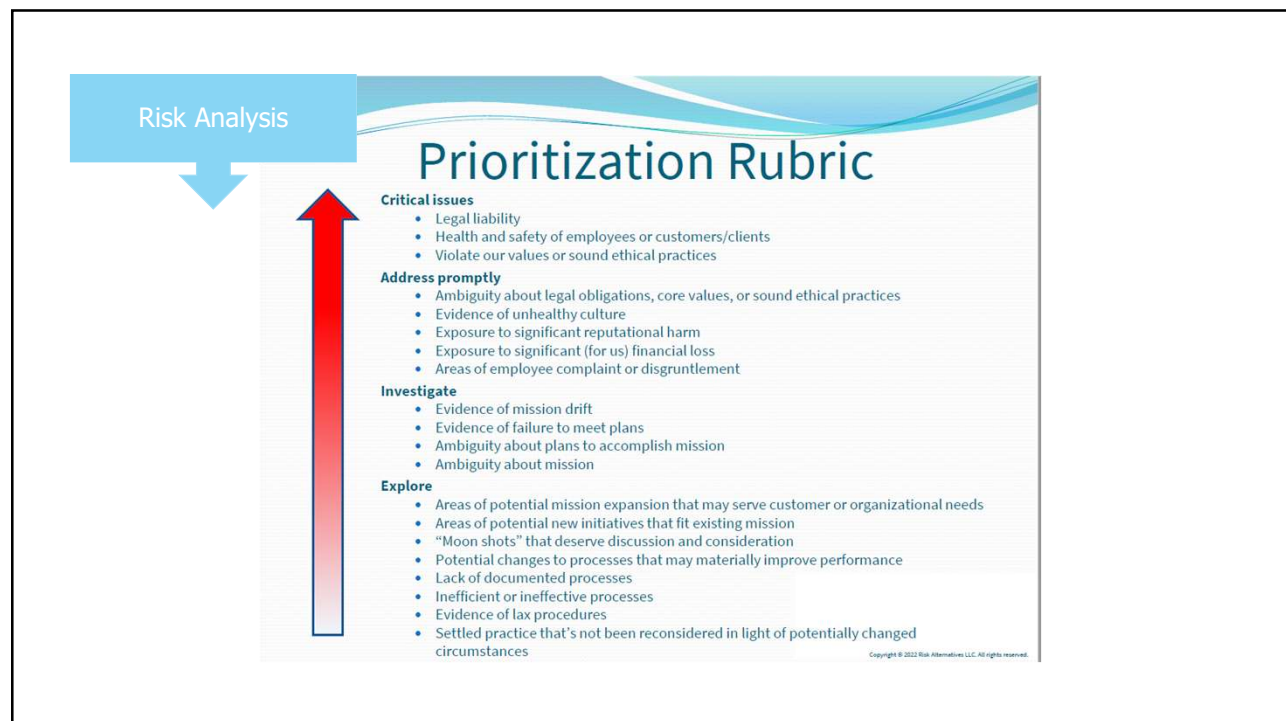 Risk Analysis
Prioritization Rubric
Critical issues
• Legal liability
• Health and safety of employees or customers/clients
• Violate our values or sound ethical practices
Address promptly
• Ambiguity about legal obligations, core values, or sound ethical practices
• Evidence of unhealthy culture
• Exposure to significant reputational harm
• Exposure to significant (for us) financial loss
• Areas of employee complaint or disgruntlement
Investigate
• Evidence of mission drift
• Evidence of failure to meet plans
• Ambiguity about plans to accomplish mission
• Ambiguity about mission
Explore
• Areas of potential mission expansion that may serve customer or organizational needs
• Areas of potential new initiatives that fit existing mission
• “Moon shots” that deserve discussion and consideration
• Potential changes to processes that may materially improve performance
• Lack of documented processes
• Inefficient or ineffective processes
• Evidence of lax procedures
• Settled practice that’s not been reconsidered in light of potentially changed
circumstances
Copyright © 2022 Risk Alternatives LLC. All rights reserved.